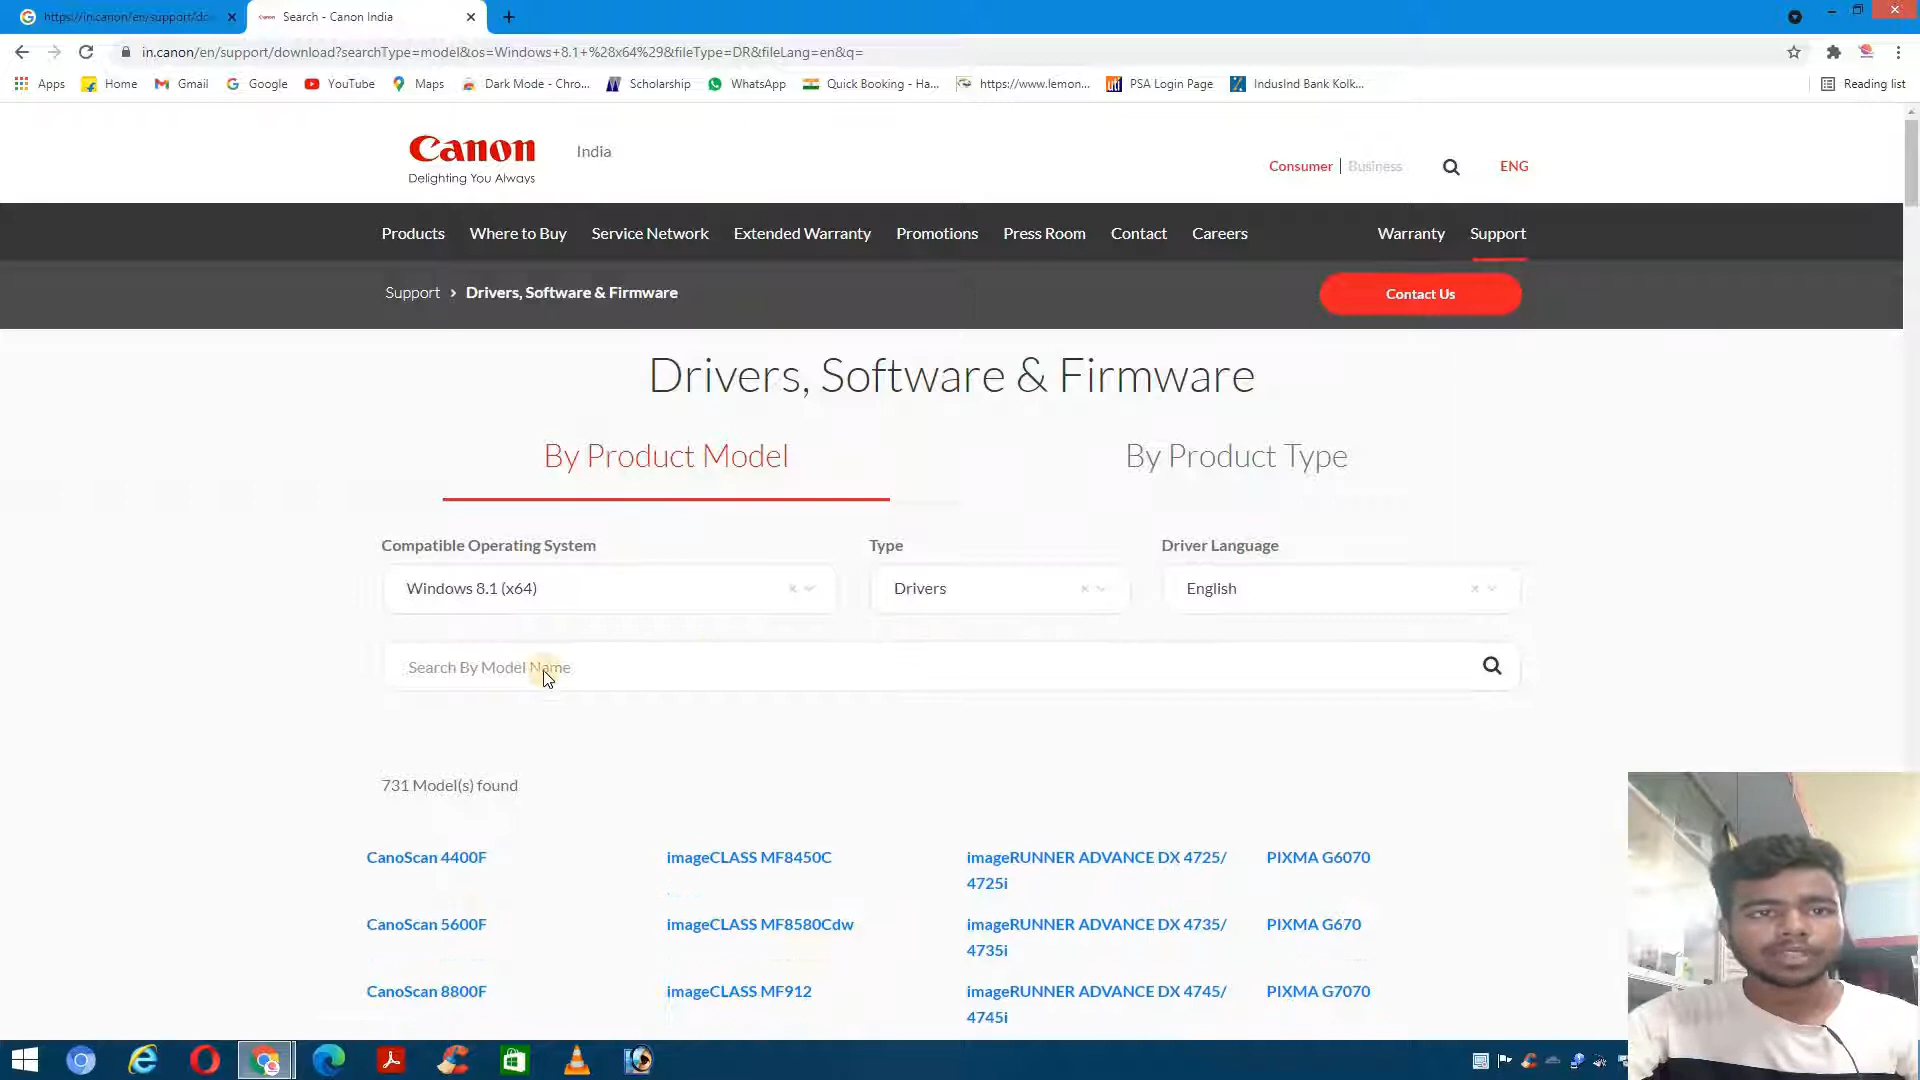 https://in.canon/en/support/do
Search - Canon India
in.canon/en/support/download?searchType=model&os=Windows+8.1+%28x64%29&fileType=DR&fileLang=en&q=
Apps
Home
Gmail
Google
YouTube
Maps
Dark Mode - Chro...
Scholarship
WhatsApp
Quick Booking - Ha...
https://www.lemon...
PSA Login Page
IndusInd Bank Kolk...
Reading list
Canon
Delighting You Always
India
Consumer | Business
ENG
Products
Where to Buy
Service Network
Extended Warranty
Promotions
Press Room
Contact
Careers
Warranty
Support
Support > Drivers, Software & Firmware
Contact Us
Drivers, Software & Firmware
By Product Model
By Product Type
Compatible Operating System
Type
Driver Language
Windows 8.1 (x64)
Drivers
English
Search By Model Name
731 Model(s) found
CanoScan 4400F
imageCLASS MF8450C
imageRUNNER ADVANCE DX 4725/
4725i
PIXMA G6070
CanoScan 5600F
imageCLASS MF8580Cdw
imageRUNNER ADVANCE DX 4735/
4735i
PIXMA G670
CanoScan 8800F
imageCLASS MF912
imageRUNNER ADVANCE DX 4745/
4745i
PIXMA G7070